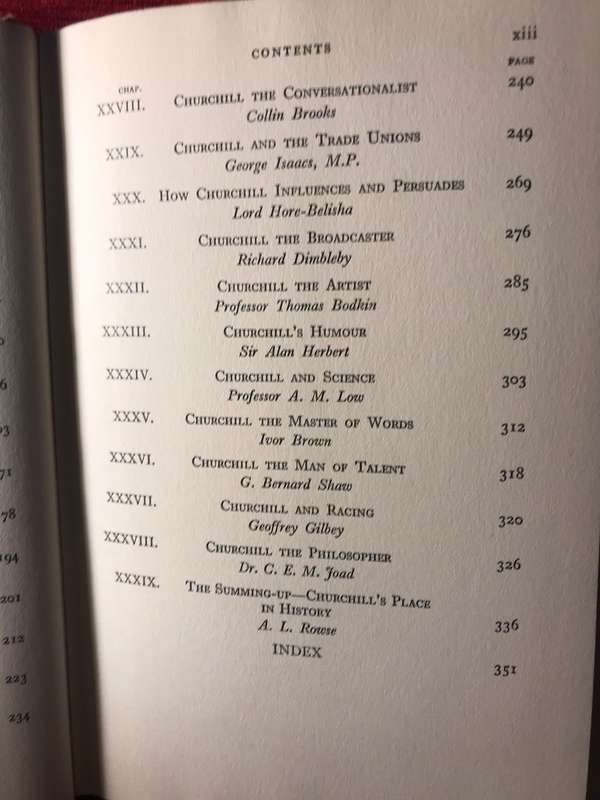 CONTENTS xiii
CHAP. PAGE
XXVIII. CHURCHILL THE CONVERSATIONALIST 240
Collin Brooks
XXIX. CHURCHILL AND THE TRADE UNIONS 249
George Isaacs, M.P.
XXX. HOW CHURCHILL INFLUENCES AND PERSUADES 269
Lord Hore-Belisha
XXXI. CHURCHILL THE BROADCASTER 276
Richard Dimbleby
XXXII. CHURCHILL THE ARTIST 285
Professor Thomas Bodkin
XXXIII. CHURCHILL'S HUMOUR 295
Sir Alan Herbert
XXXIV. CHURCHILL AND SCIENCE 303
Professor A. M. Low
XXXV. CHURCHILL THE MASTER OF WORDS 312
Ivor Brown
XXXVI. CHURCHILL THE MAN OF TALENT 318
G. Bernard Shaw
XXXVII. CHURCHILL AND RACING 320
Geoffrey Gilbey
XXXVIII. CHURCHILL THE PHILOSOPHER 326
Dr. C. E. M. Joad
XXXIX. THE SUMMING-UP—CHURCHILL'S PLACE
IN HISTORY
A. L. Rowse 336
INDEX 351
71
78
194
201
212
223
234